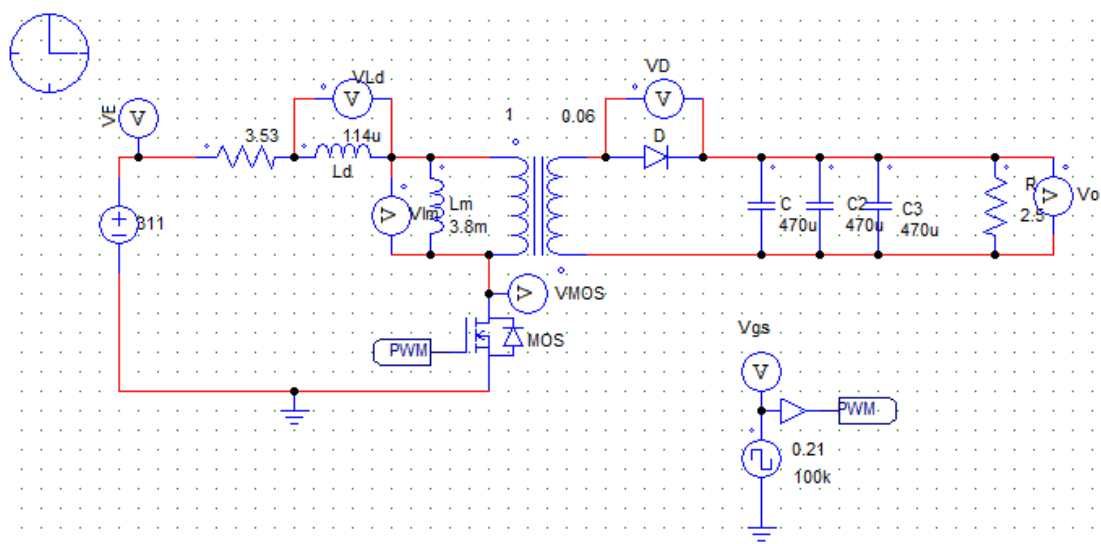 VE
V
3.53
VLd
V
114u
Ld
1
0.06
VD
V
D
311
V
Vlm
Lm
3.8m
C
470u
C2
470u
C3
470u
R
2.5
V
Vo
V
VMOS
MOS
PWM
Vgs
V
PWM
0.21
100k